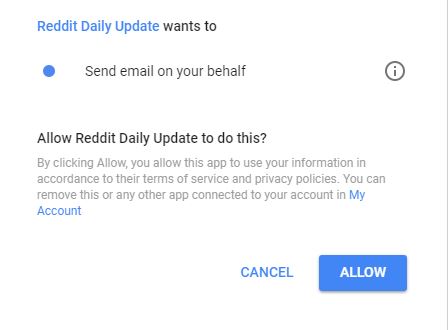 Reddit Daily Update wants to
Send email on your behalf
Allow Reddit Daily Update to do this?
By clicking Allow, you allow this app to use your information in
accordance to their terms of service and privacy policies. You can
remove this or any other app connected to your account in My
Account
CANCEL ALLOW